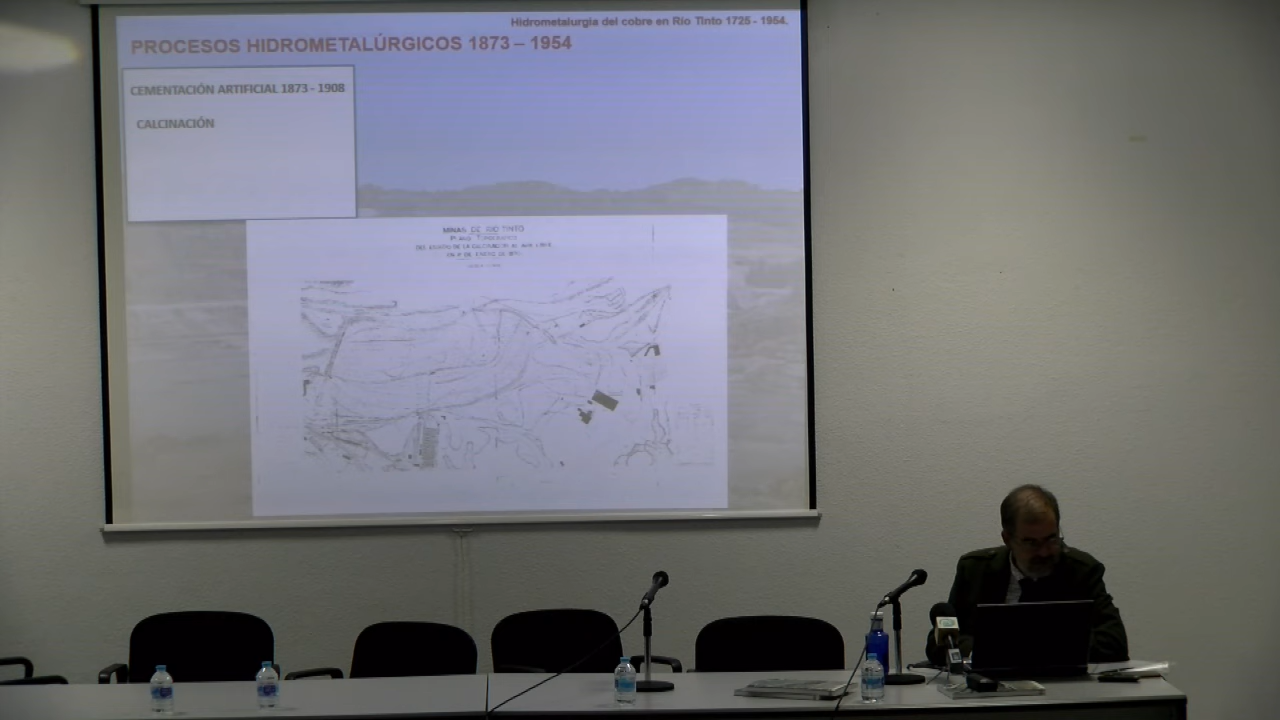 Hidrometalurgia del cobre en Río Tinto 1725 - 1954.
PROCESOS HIDROMETALÚRGICOS 1873 – 1954
CEMENTACIÓN ARTIFICIAL 1873 - 1908
CALCINACIÓN
MINAS DE RIO TINTO